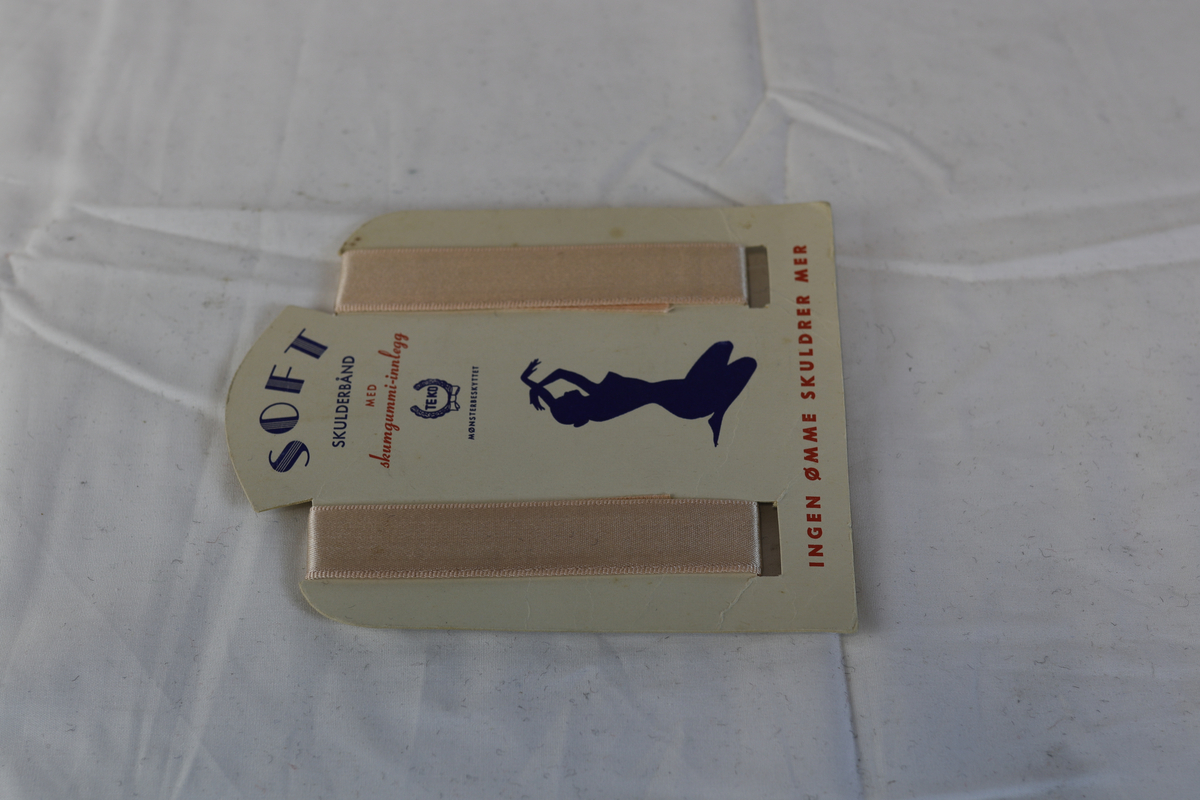 SOFT
SKULDERBÅND
MED
skumgummi-innlegg
TEKO
MØNSTERBESKYTTET
INGEN ØMME SKULDRER MER